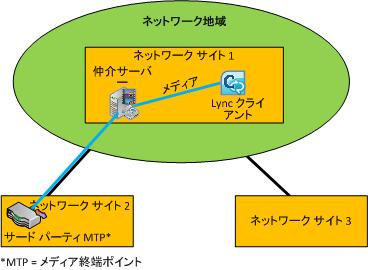 ネットワーク地域
ネットワーク サイト 1
仲介サーバ
ー
メディア
Lync クライ
アント
ネットワーク サイト 2
サード パーティ MTP*
ネットワーク サイト 3
*MTP = メディア終端ポイント